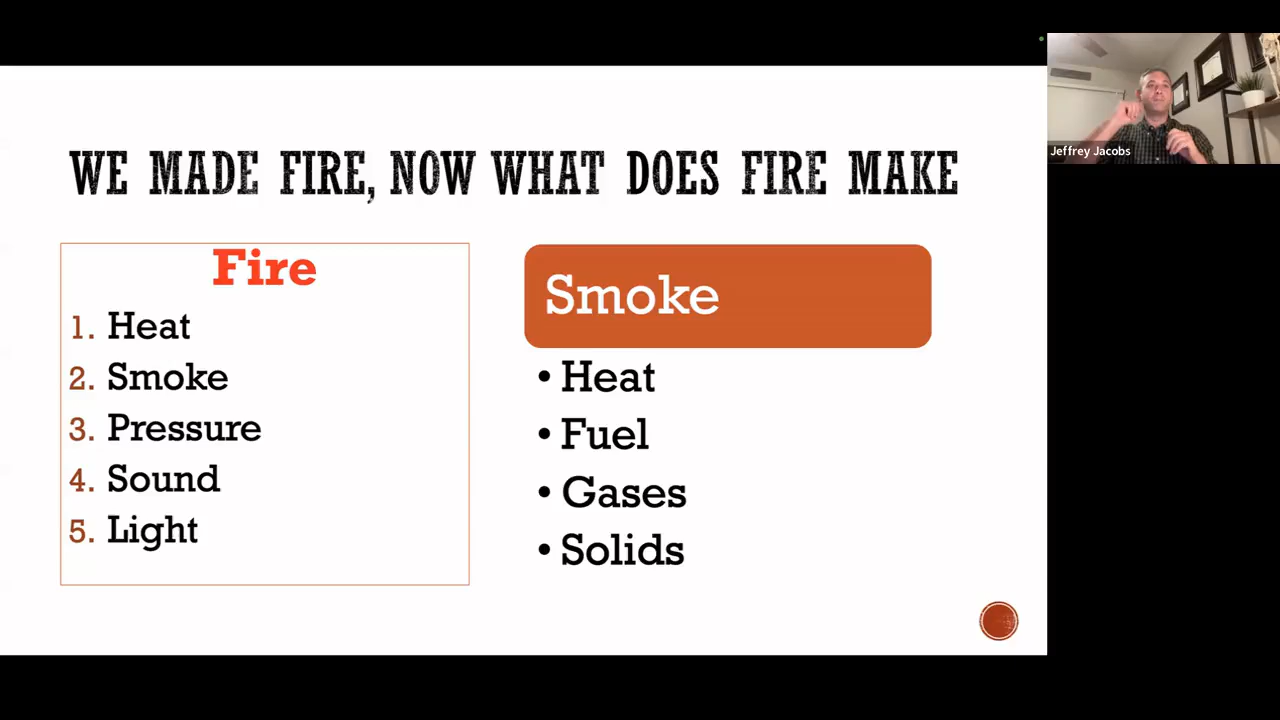 WE MADE FIRE, NOW WHAT DOES FIRE MAKE
Fire
1. Heat
2. Smoke
3. Pressure
4. Sound
5. Light
Smoke
• Heat
• Fuel
• Gases
• Solids
Jeffrey Jacobs